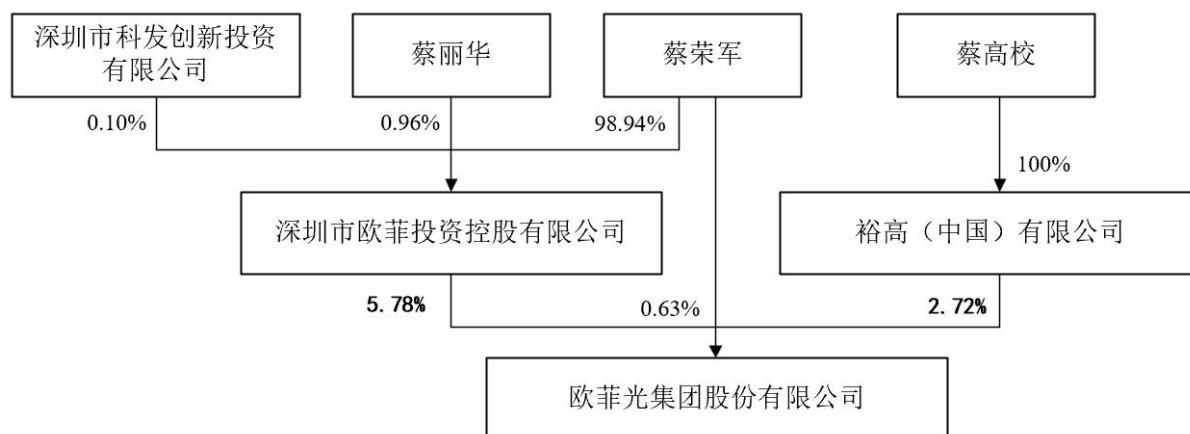 深圳市科发创新投资
有限公司
蔡丽华
蔡荣军
蔡高校
0.10%
0.96%
98.94%
100%
深圳市欧菲投资控股有限公司
裕高（中国）有限公司
5.78%
0.63%
2.72%
欧菲光集团股份有限公司